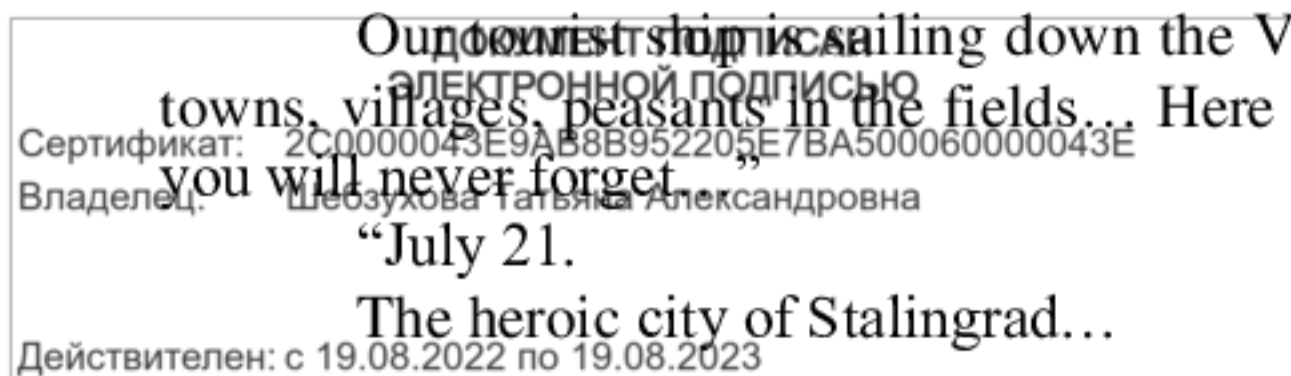 Our tourist ship is sailing down the V
ДОКУМЕНТ ПОДПИСАН
ЭЛЕКТРОННОЙ ПОДПИСЬЮ
towns, villages, peasants in the fields… Here
Сертификат: 2C0000043E9AB8B952205E7BA500060000043E
you will never forget…”
Владелец: Шебзухова Татьяна Александровна
“July 21.
The heroic city of Stalingrad…
Действителен: с 19.08.2022 по 19.08.2023